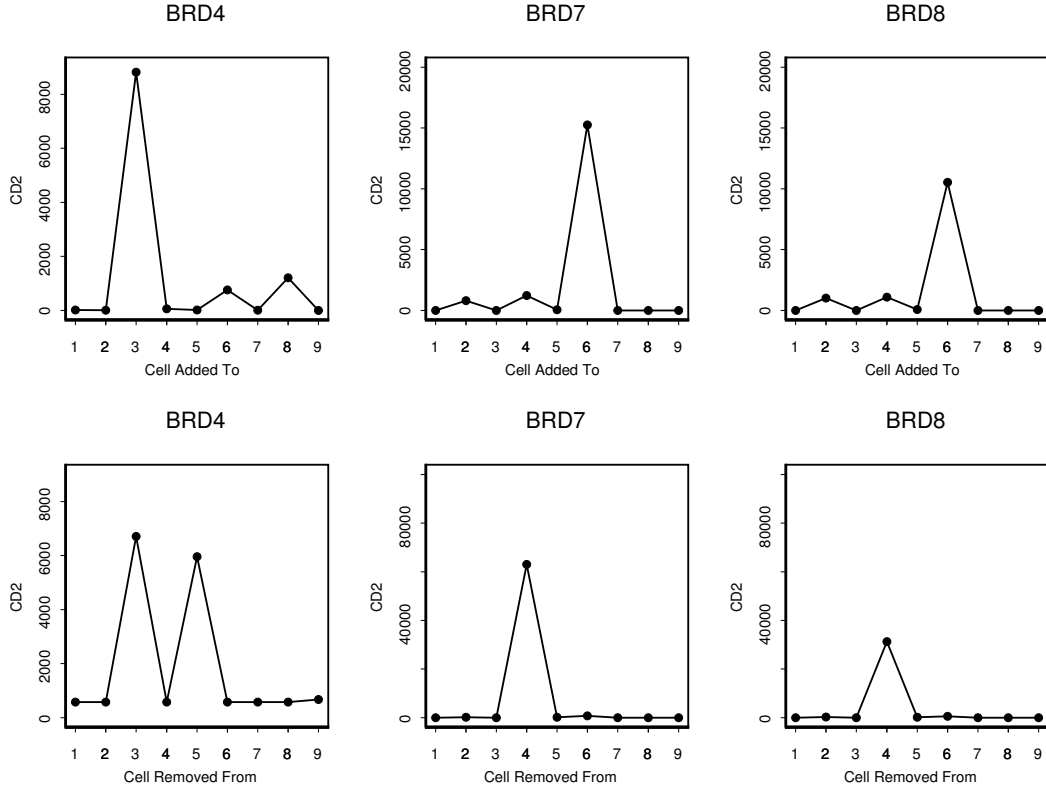 BRD4 BRD7 BRD8
CD2 0 2000 4000 6000 8000
CD2 0 5000 10000 15000 20000
CD2 0 5000 10000 15000 20000
1 2 3 4 5 6 7 8 9 1 2 3 4 5 6 7 8 9 1 2 3 4 5 6 7 8 9
Cell Added To Cell Added To Cell Added To
BRD4 BRD7 BRD8
CD2 0 2000 4000 6000 8000
CD2 0 40000 80000
CD2 0 40000 80000
1 2 3 4 5 6 7 8 9 1 2 3 4 5 6 7 8 9 1 2 3 4 5 6 7 8 9
Cell Removed From Cell Removed From Cell Removed From